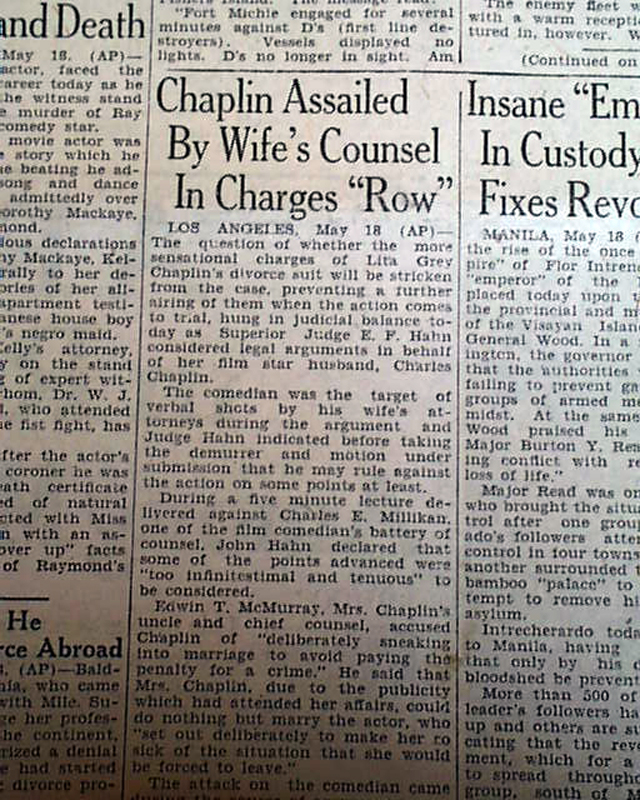 and Death
May 18. (AP)—
actor, faced the
career today as he
he witness stand
e murder of Ray
comedy star.
movie actor was
e story which he
he beating he ad-
song and dance
admittedly over
orothy Mackaye,
mond.
lous declarations
hy Mackaye, Kel-
rally to her de-
ories of her all-
apartment testi-
anese house boy
's negro maid.
elly's attorney,
y on the stand
g of expert wit-
hom, Dr. W. J.
l, who attended
e fist fight, has
fter the actor's
coroner he was
eath certificate
ed of natural
cted with Miss
n with an as-
over up" facts
of Raymond's
He
rce Abroad
8. (AP)—Bald-
nia, who came
with Mlle. Su-
ge her profes-
he continent,
rized a denial
e had started
divorce pro-
"Fort Michie engaged for several
minutes against D's (first line de-
stroyers). Vessels displayed no
lights. D's no longer in sight. Am
Chaplin Assailed
By Wife's Counsel
In Charges "Row"
LOS ANGELES, May 18 (AP)—
The question of whether the more
sensational charges of Lita Grey
Chaplin's divorce suit will be stricken
from the case, preventing a further
airing of them when the action comes
to trial, hung in judicial balance to-
day as Superior Judge E. F. Hahn
considered legal arguments in behalf
of her film star husband, Charles
Chaplin.
The comedian was the target of
verbal shots by his wife's at-
torneys during the argument and
Judge Hahn indicated before taking
the demurrer and motion under
submission that he may rule against
the action on some points at least.
During a five minute lecture de-
livered against Charles E. Millikan,
one of the film comedian's battery of
counsel, John Hahn declared that
some of the points advanced were
"too infinitestimal and tenuous" to
be considered.
Edwin T. McMurray, Mrs. Chaplin's
uncle and chief counsel, accused
Chaplin of "deliberately sneaking
into marriage to avoid paying the
penalty for a crime." He said that
Mrs. Chaplin, due to the publicity
which had attended her affairs, could
do nothing but marry the actor, who
"set out deliberately to make her so
sick of the situation that she would
be forced to leave."
The attack on the comedian came
The enemy fleet
with a warm recepti
tured in, however. W
(Continued on
Insane "Em
In Custody
Fixes Revo
MANILA, May 18 (
the rise of the once
pire" of Flor Intren
"emperor" of the
placed today upon
the provincial and m
of the Visayan Islan
General Wood. In a
ington, the governor
that the authorities
failing to prevent ga
groups of armed me
midst. At the same
Wood praised his
Major Burton Y. Rea
ing conflict with re
loss of life."
Major Read was or
who brought the situ
trol after one grou
ado's followers atte
control in four towns
another surrounded t
bamboo "palace" to
tempt to remove hi
asylum.
Intrecherardo toda
to Manila, having
that only by his d
bloodshed be prevent
More than 500 of
leader's followers ha
up and others are su
cating that the revo
ment, which for a
to spread througho
group, south of M